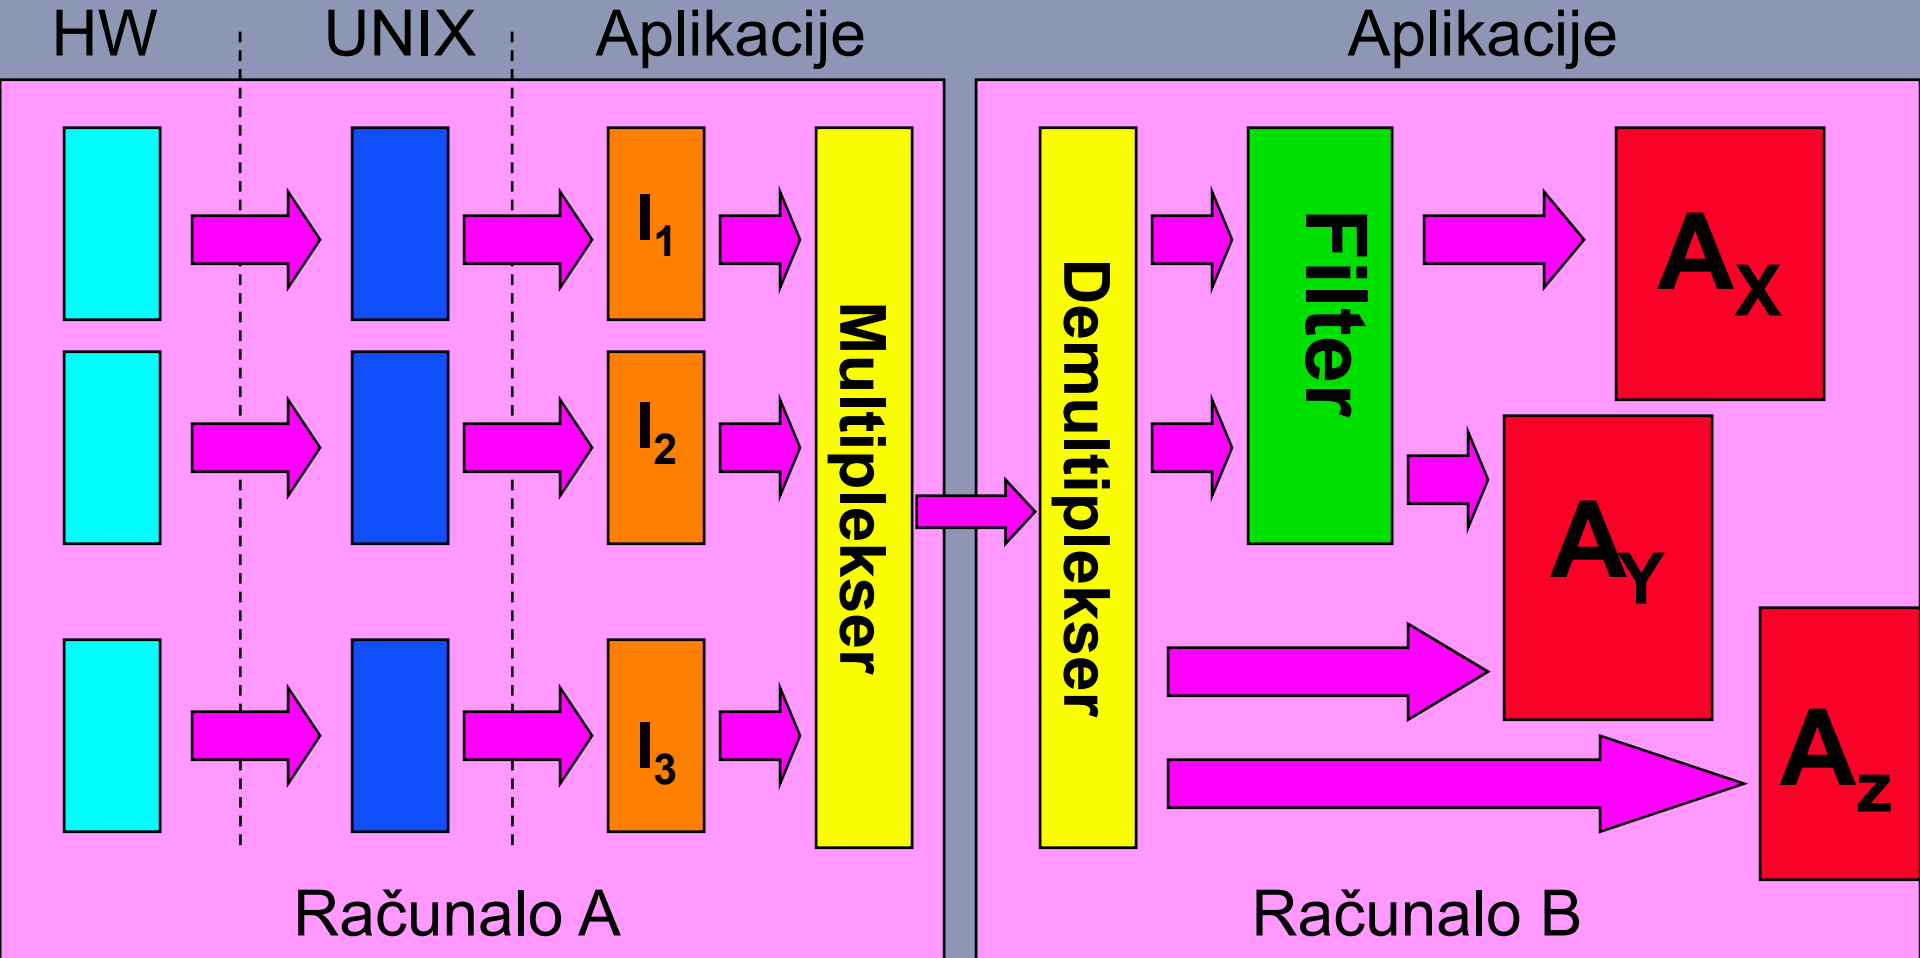 HW
UNIX
Aplikacije
Aplikacije
I1
I2
I3
Multiplekser
Demultiplekser
Filter
AX
AY
Az
Računalo A
Računalo B